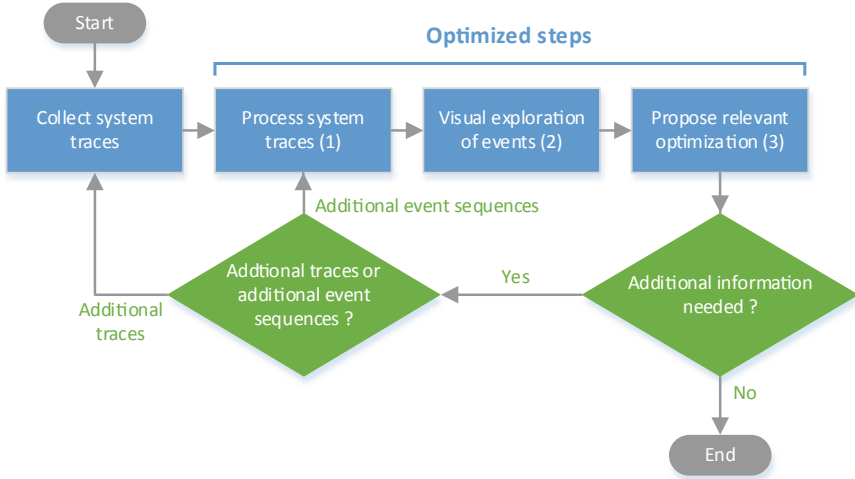 Start
Optimized steps
Collect system
traces
Process system
traces (1)
Visual exploration
of events (2)
Propose relevant
optimization (3)
Additional event sequences
Addtional traces or
additional event
sequences ?
Yes
Additional information
needed ?
Additional
traces
No
End